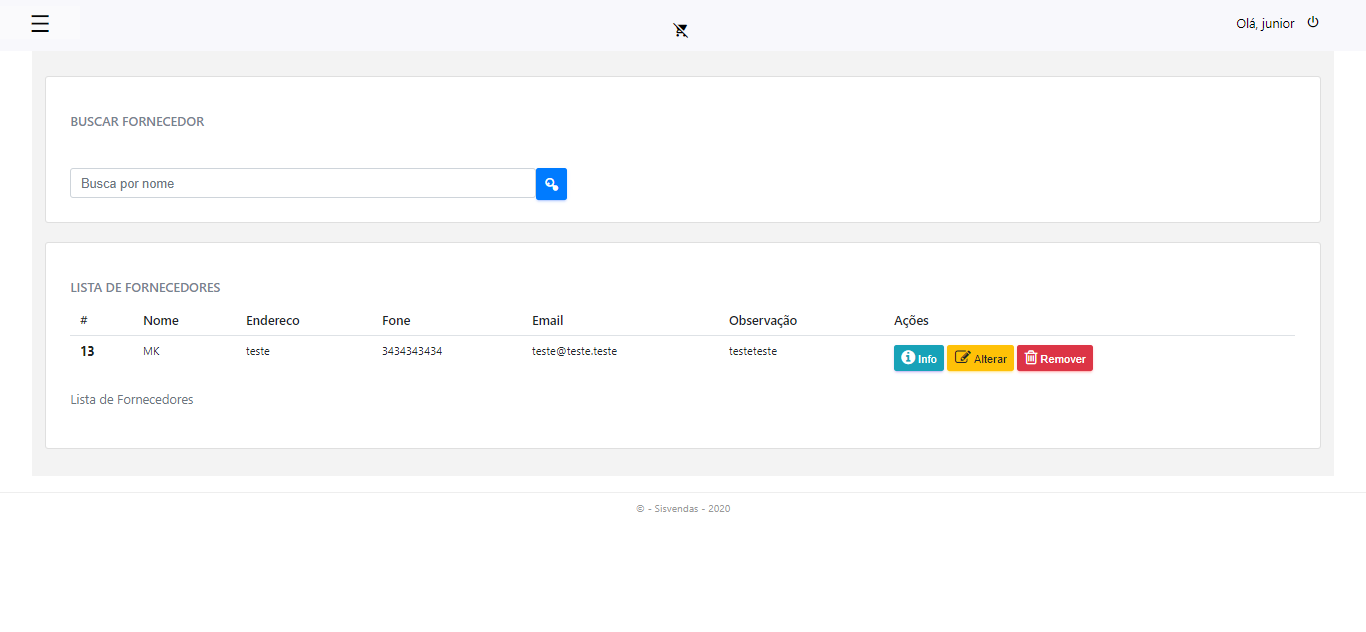 Olá, junior
BUSCAR FORNECEDOR
Busca por nome
LISTA DE FORNECEDORES
# Nome Endereco Fone Email Observação Ações
13 MK teste 3434343434 teste@teste.teste testeteste Info Alterar Remover
Lista de Fornecedores
© - Sisvendas - 2020